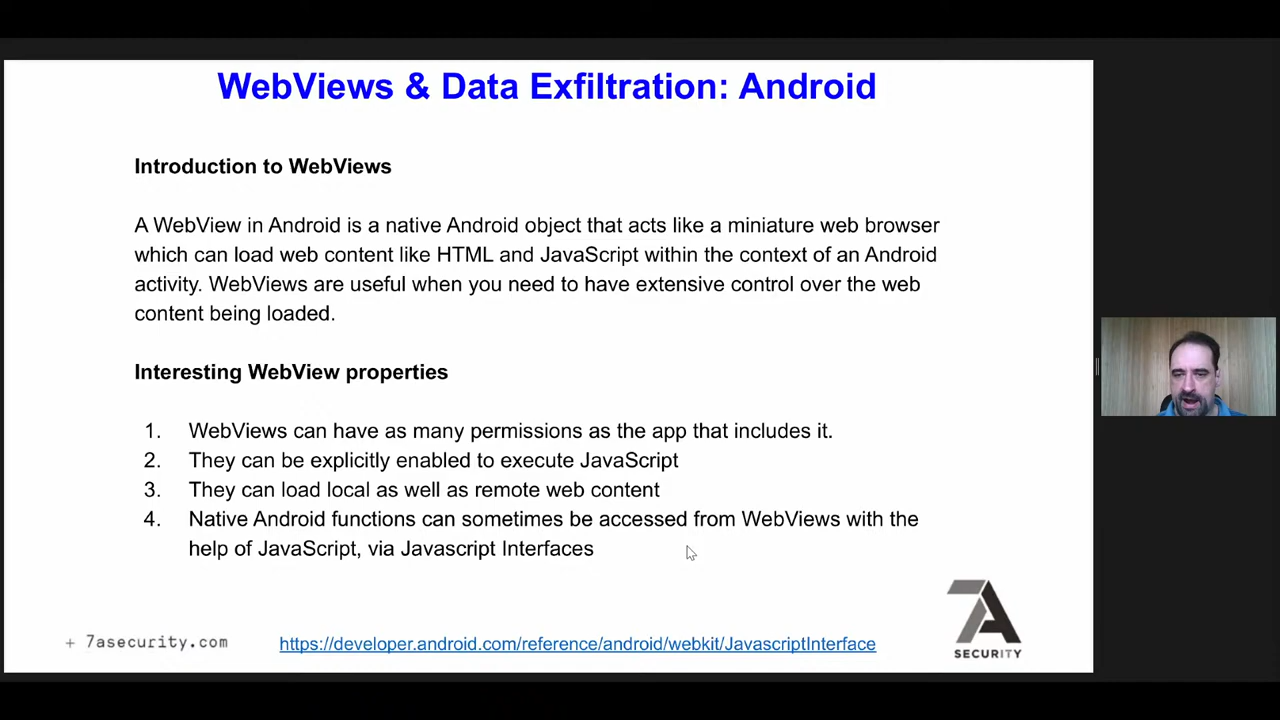 WebViews & Data Exfiltration: Android
Introduction to WebViews
A WebView in Android is a native Android object that acts like a miniature web browser
which can load web content like HTML and JavaScript within the context of an Android
activity. WebViews are useful when you need to have extensive control over the web
content being loaded.
Interesting WebView properties
1. WebViews can have as many permissions as the app that includes it.
2. They can be explicitly enabled to execute JavaScript
3. They can load local as well as remote web content
4. Native Android functions can sometimes be accessed from WebViews with the
help of JavaScript, via Javascript Interfaces
+ 7asecurity.com
https://developer.android.com/reference/android/webkit/JavascriptInterface
7A
SECURITY